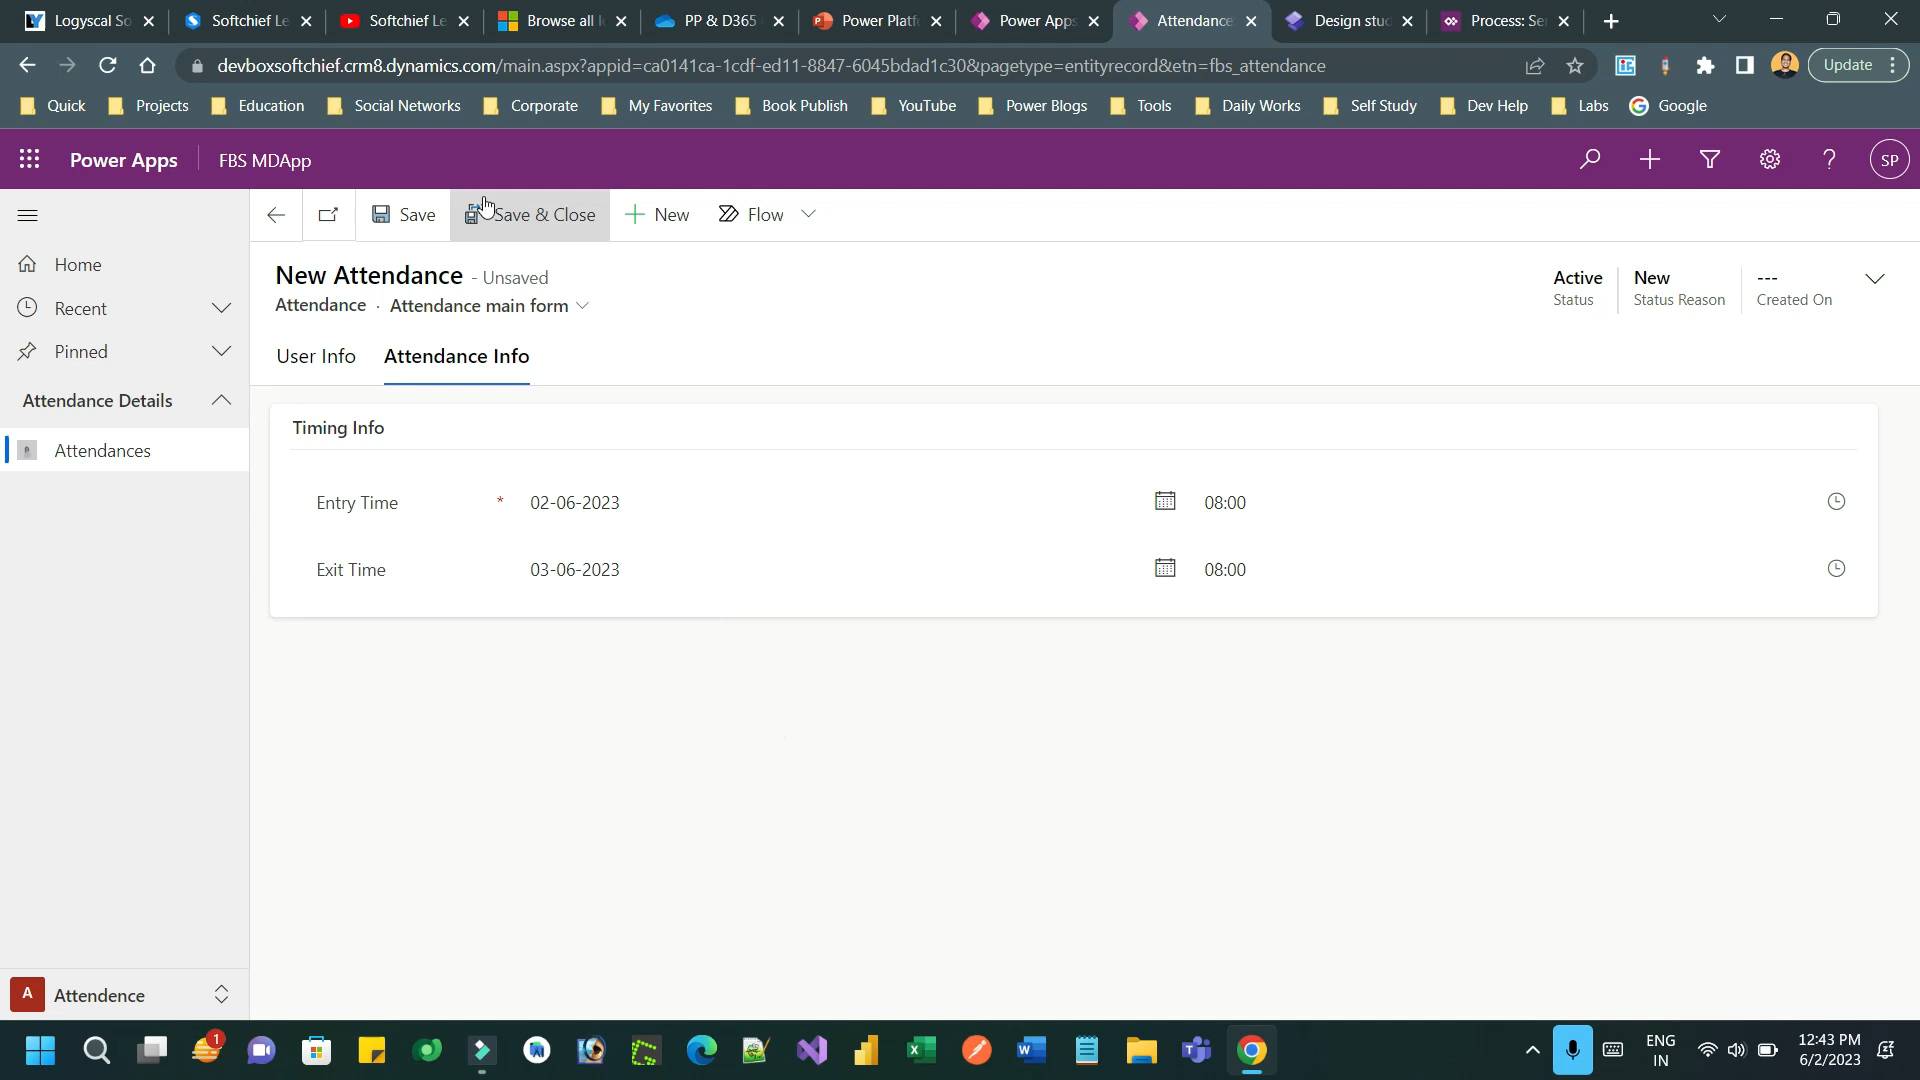 Logyscal So
Softchief Le
Softchief Le
Browse all
PP & D365
Power Platf
Power Apps
Attendance
Design stud
Process: Se
devboxsoftchief.crm8.dynamics.com/main.aspx?appid=ca0141ca-1cdf-ed11-8847-6045bdad1c30&pagetype=entityrecord&etn=fbs_attendance
Update
Quick
Projects
Education
Social Networks
Corporate
My Favorites
Book Publish
YouTube
Power Blogs
Tools
Daily Works
Self Study
Dev Help
Labs
Google
Power Apps
FBS MDApp
SP
Save
Save & Close
New
Flow
Home
Recent
Pinned
Attendance Details
Attendances
New Attendance - Unsaved
Attendance · Attendance main form
Active
Status
New
Status Reason
---
Created On
User Info
Attendance Info
Timing Info
Entry Time * 02-06-2023 08:00
Exit Time 03-06-2023 08:00
A Attendence
1
ENG
IN
12:43 PM
6/2/2023